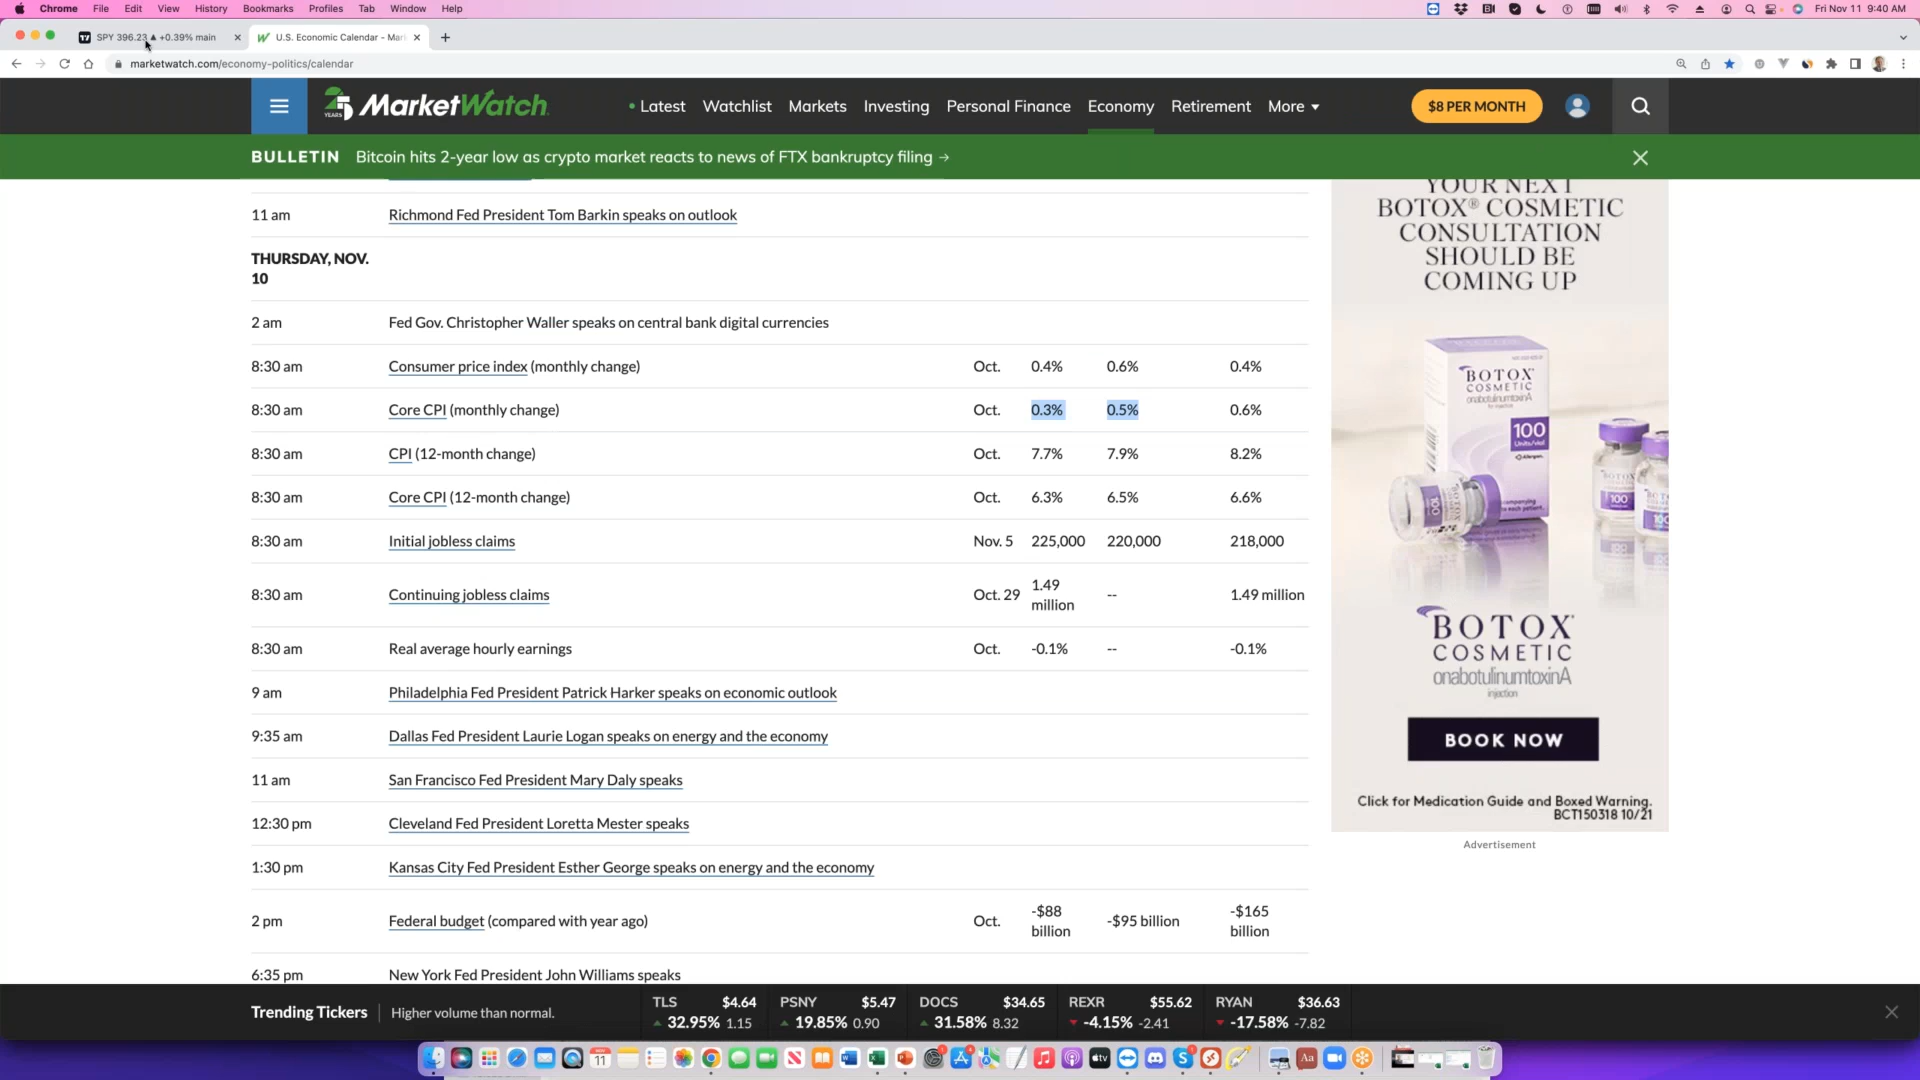 Chrome File Edit View History Bookmarks Profiles Tab Window Help Fri Nov 11 9:40 AM
SPY 396.23 ▲ +0.39% main U.S. Economic Calendar - Mar
marketwatch.com/economy-politics/calendar
25 YEARS MarketWatch • Latest Watchlist Markets Investing Personal Finance Economy Retirement More $8 PER MONTH
BULLETIN Bitcoin hits 2-year low as crypto market reacts to news of FTX bankruptcy filing →
11 am Richmond Fed President Tom Barkin speaks on outlook
THURSDAY, NOV.
10
2 am Fed Gov. Christopher Waller speaks on central bank digital currencies
8:30 am Consumer price index (monthly change) Oct. 0.4% 0.6% 0.4%
8:30 am Core CPI (monthly change) Oct. 0.3% 0.5% 0.6%
8:30 am CPI (12-month change) Oct. 7.7% 7.9% 8.2%
8:30 am Core CPI (12-month change) Oct. 6.3% 6.5% 6.6%
8:30 am Initial jobless claims Nov. 5 225,000 220,000 218,000
8:30 am Continuing jobless claims Oct. 29 1.49 million -- 1.49 million
8:30 am Real average hourly earnings Oct. -0.1% -- -0.1%
9 am Philadelphia Fed President Patrick Harker speaks on economic outlook
9:35 am Dallas Fed President Laurie Logan speaks on energy and the economy
11 am San Francisco Fed President Mary Daly speaks
12:30 pm Cleveland Fed President Loretta Mester speaks
1:30 pm Kansas City Fed President Esther George speaks on energy and the economy
2 pm Federal budget (compared with year ago) Oct. -$88 billion -$95 billion -$165 billion
6:35 pm New York Fed President John Williams speaks
YOUR NEXT
BOTOX® COSMETIC
CONSULTATION
SHOULD BE
COMING UP
BOTOX
COSMETIC
onabotulinumtoxinA
100
Units/vial
Allergan
BOTOX
COSMETIC
onabotulinumtoxinA
injection
BOOK NOW
Click for Medication Guide and Boxed Warning.
BCT150318 10/21
Advertisement
Trending Tickers Higher volume than normal.
TLS $4.64 PSNY $5.47 DOCS $34.65 REXR $55.62 RYAN $36.63
32.95% 1.15 19.85% 0.90 31.58% 8.32 -4.15% -2.41 -17.58% -7.82